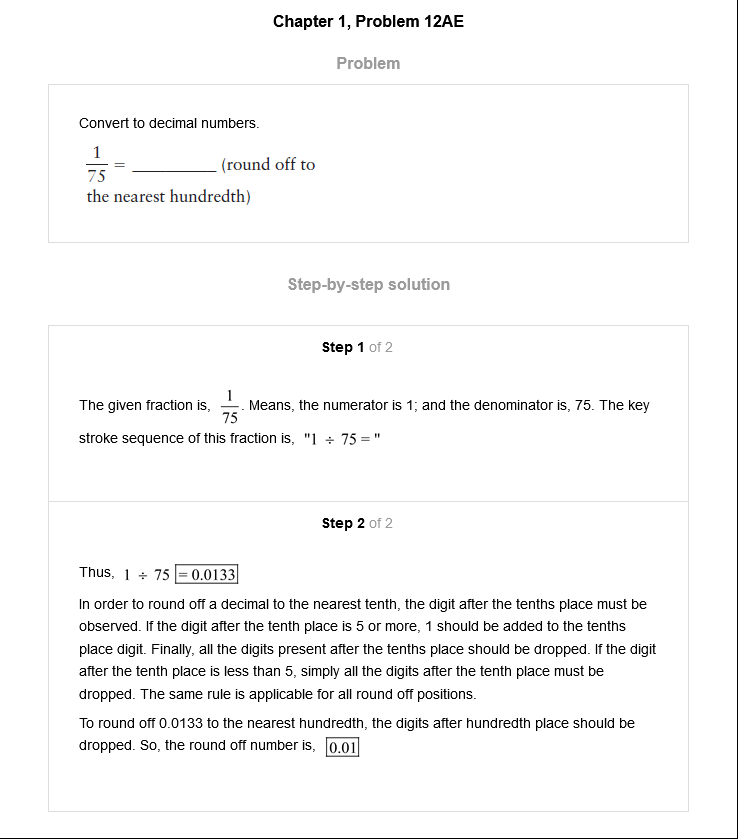 Chapter 1, Problem 12AE
Problem
Convert to decimal numbers.
1/75 = __________ (round off to
the nearest hundredth)
Step-by-step solution
Step 1 of 2
The given fraction is, 1/75. Means, the numerator is 1; and the denominator is, 75. The key
stroke sequence of this fraction is, "1 ÷ 75 = "
Step 2 of 2
Thus, 1 ÷ 75 = 0.0133
In order to round off a decimal to the nearest tenth, the digit after the tenths place must be
observed. If the digit after the tenth place is 5 or more, 1 should be added to the tenths
place digit. Finally, all the digits present after the tenths place should be dropped. If the digit
after the tenth place is less than 5, simply all the digits after the tenth place must be
dropped. The same rule is applicable for all round off positions.
To round off 0.0133 to the nearest hundredth, the digits after hundredth place should be
dropped. So, the round off number is, 0.01